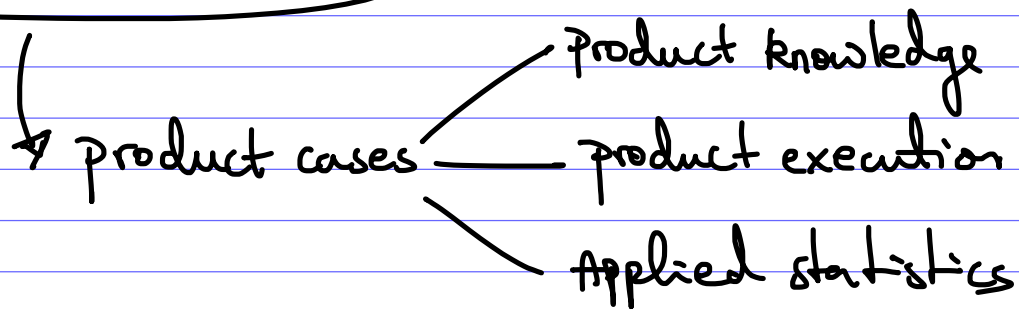 product knowledge
product cases
product execution
Applied statistics